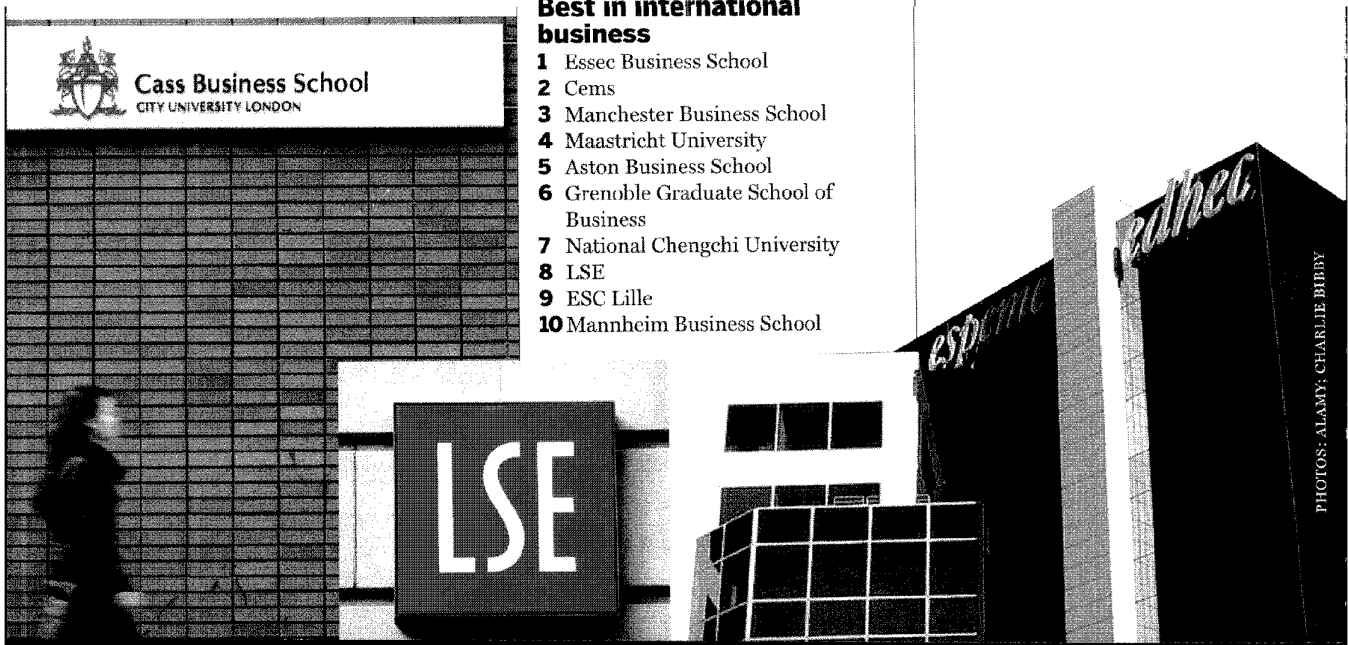 Best in international
business
1 Essec Business School
2 Cems
3 Manchester Business School
4 Maastricht University
5 Aston Business School
6 Grenoble Graduate School of
Business
7 National Chengchi University
8 LSE
9 ESC Lille
10 Mannheim Business School
Cass Business School
CITY UNIVERSITY LONDON
LSE
espeme
edhec
PHOTOS: ALAMY; CHARLIE BIBBY